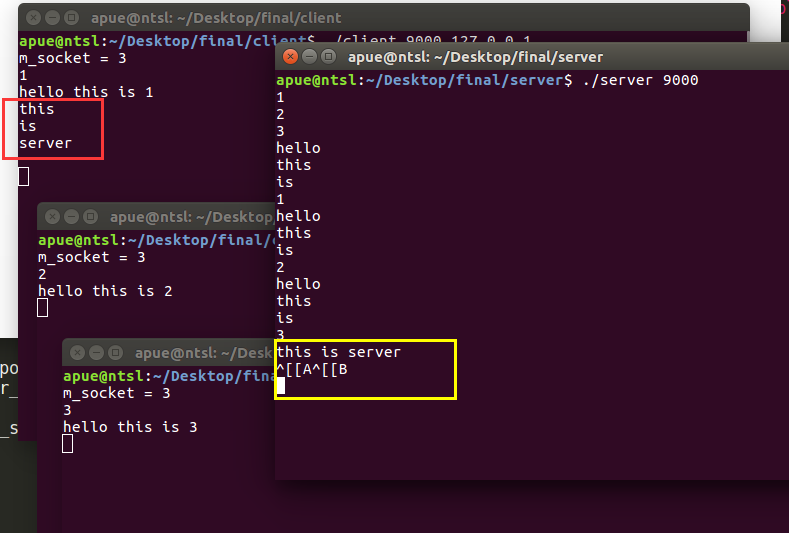 apue@ntsl: ~/Desktop/final/client
apue@ntsl:~/Desktop/final/client$ ./client 9000 127.0.0.1
m_socket = 3
1
hello this is 1
this
is
server
apue@ntsl: ~/Desktop/
apue@ntsl:~/Desktop/final/
m_socket = 3
2
hello this is 2
apue@ntsl: ~/Desk
apue@ntsl:~/Desktop/fina
m_socket = 3
3
hello this is 3
apue@ntsl: ~/Desktop/final/server
apue@ntsl:~/Desktop/final/server$ ./server 9000
1
2
3
hello
this
is
1
hello
this
is
2
hello
this
is
3
this is server
^[[A^[[B
po
r_
_s